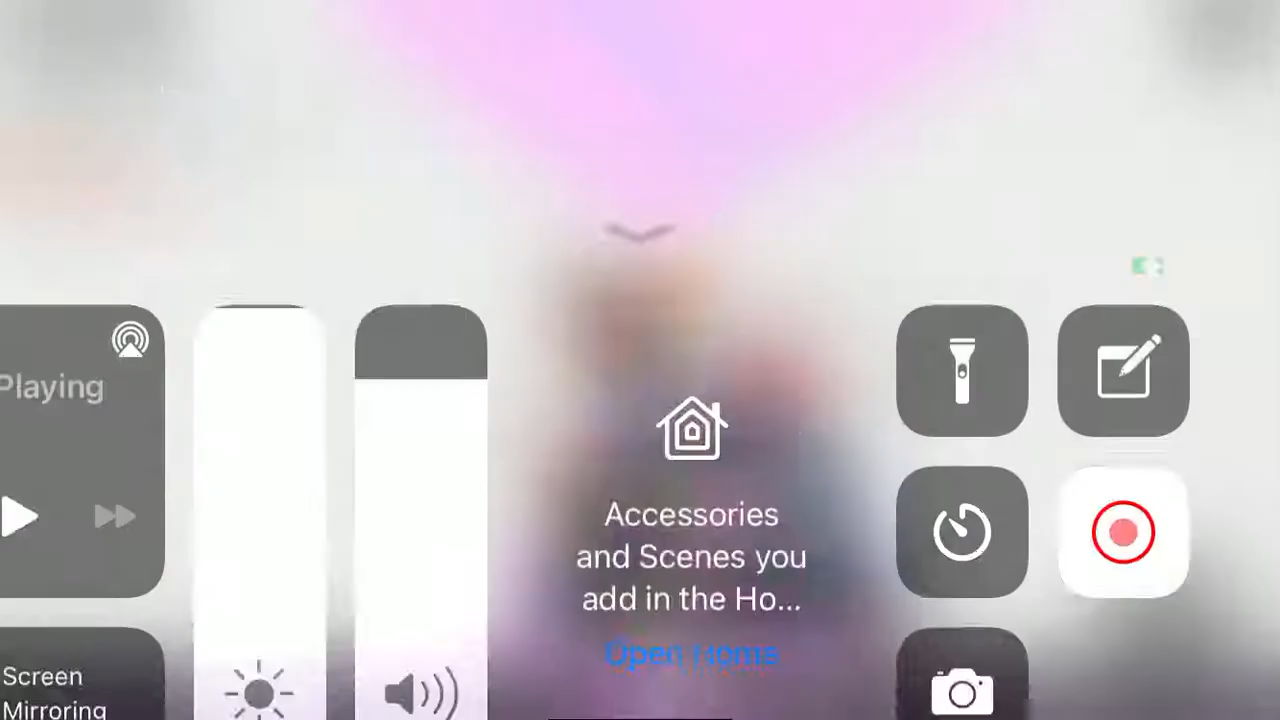 Playing
Screen
Mirroring
Accessories
and Scenes you
add in the Ho...
Open Home